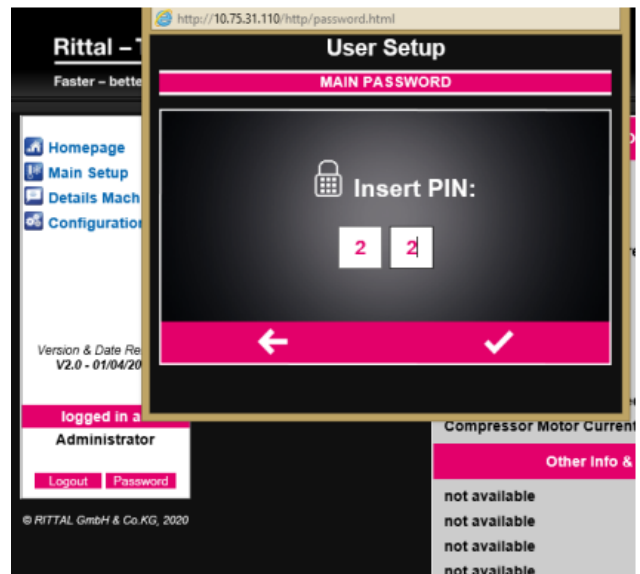 http://10.75.31.110/http/password.html
User Setup
MAIN PASSWORD
Insert PIN:
2 2
Rittal –
Faster – bette
Homepage
Main Setup
Details Mach
Configuration
Version & Date Re
V2.0 - 01/04/20
logged in a
Administrator
Logout Password
© RITTAL GmbH & Co.KG, 2020
Compressor Motor Current
Other Info &
not available
not available
not available
not available